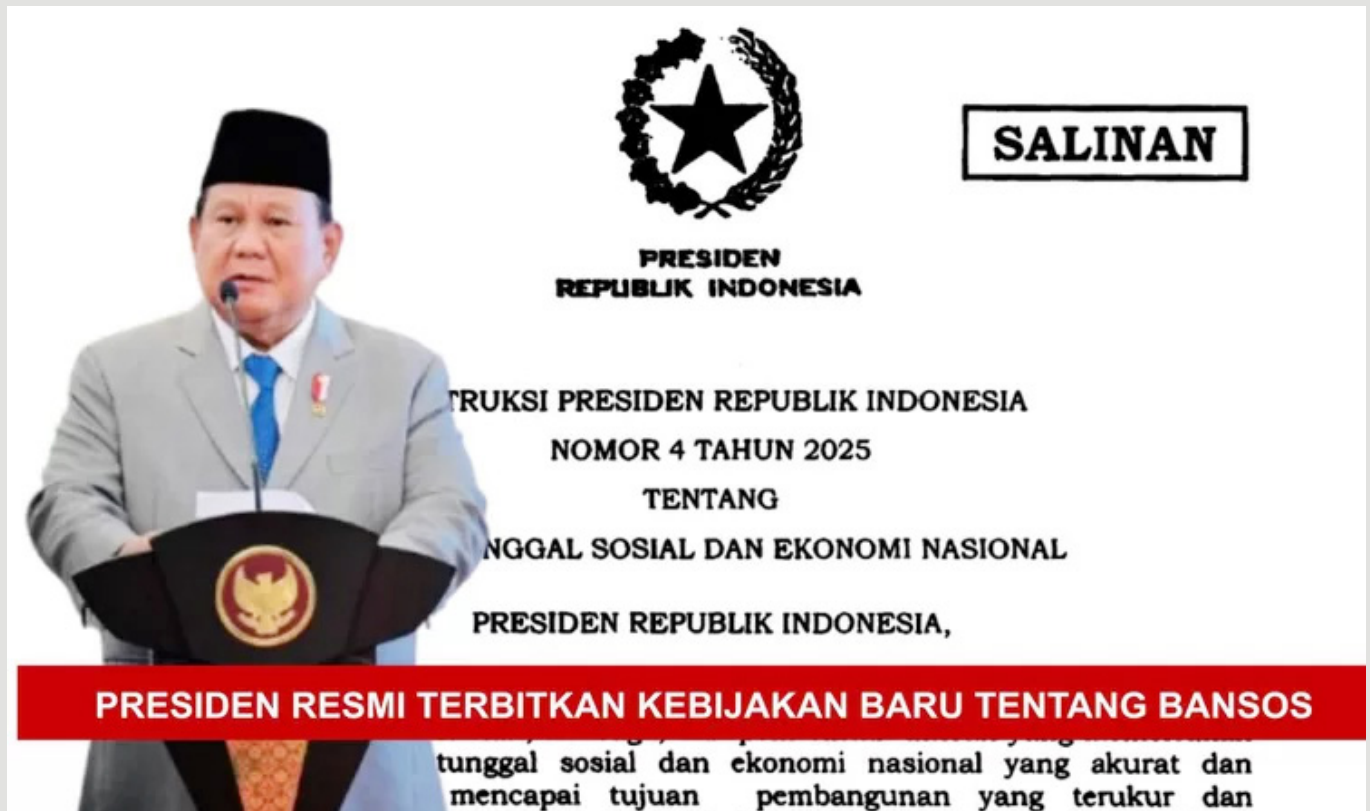 SALINAN
PRESIDEN
REPUBLIK INDONESIA
TRUKSI PRESIDEN REPUBLIK INDONESIA
NOMOR 4 TAHUN 2025
TENTANG
NGGAL SOSIAL DAN EKONOMI NASIONAL
PRESIDEN REPUBLIK INDONESIA,
PRESIDEN RESMI TERBITKAN KEBIJAKAN BARU TENTANG BANSOS
tunggal sosial dan ekonomi nasional yang akurat dan
mencapai tujuan pembangunan yang terukur dan